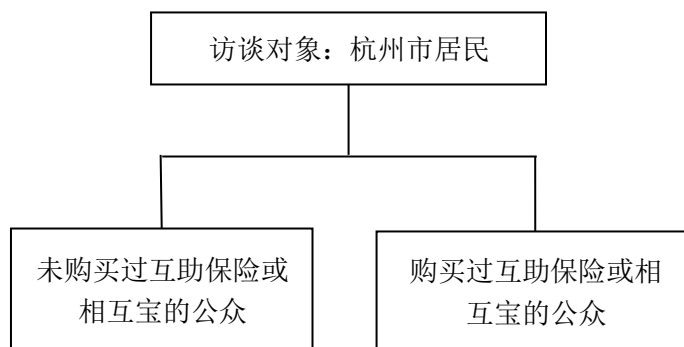 访谈对象：杭州市居民
未购买过互助保险或
相互宝的公众
购买过互助保险或相
互宝的公众